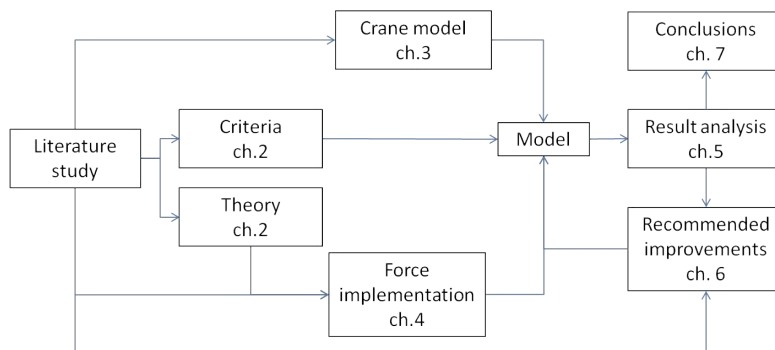 Literature
study
Crane model
ch.3
Criteria
ch.2
Theory
ch.2
Force
implementation
ch.4
Model
Conclusions
ch. 7
Result analysis
ch.5
Recommended
improvements
ch. 6